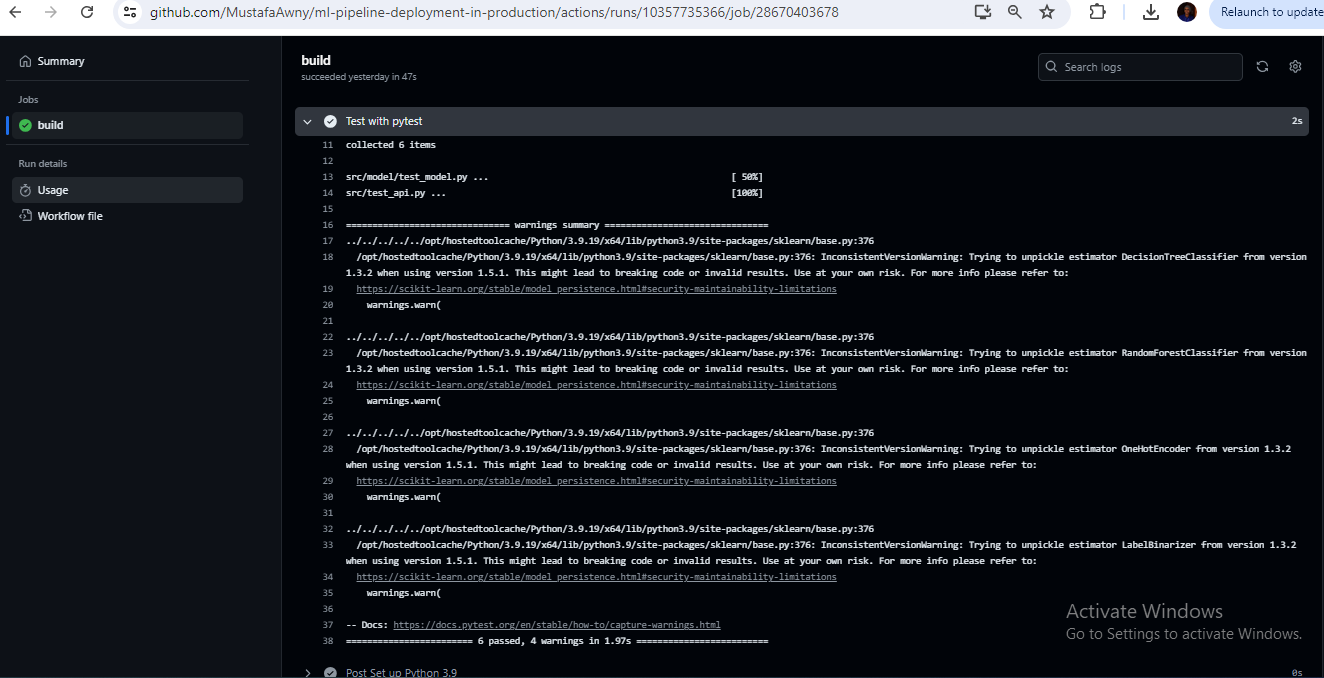 github.com/MustafaAwny/ml-pipeline-deployment-in-production/actions/runs/10357735366/job/28670403678
Relaunch to update
Summary
Jobs
build
Run details
Usage
Workflow file
build
succeeded yesterday in 47s
Search logs
Test with pytest 2s
11 collected 6 items
12
13 src/model/test_model.py ... [ 50%]
14 src/test_api.py ... [100%]
15
16 =============================== warnings summary ===============================
17 ../../../../../opt/hostedtoolcache/Python/3.9.19/x64/lib/python3.9/site-packages/sklearn/base.py:376
18 /opt/hostedtoolcache/Python/3.9.19/x64/lib/python3.9/site-packages/sklearn/base.py:376: InconsistentVersionWarning: Trying to unpickle estimator DecisionTreeClassifier from version
1.3.2 when using version 1.5.1. This might lead to breaking code or invalid results. Use at your own risk. For more info please refer to:
19 https://scikit-learn.org/stable/model_persistence.html#security-maintainability-limitations
20 warnings.warn(
21
22 ../../../../../opt/hostedtoolcache/Python/3.9.19/x64/lib/python3.9/site-packages/sklearn/base.py:376
23 /opt/hostedtoolcache/Python/3.9.19/x64/lib/python3.9/site-packages/sklearn/base.py:376: InconsistentVersionWarning: Trying to unpickle estimator RandomForestClassifier from version
1.3.2 when using version 1.5.1. This might lead to breaking code or invalid results. Use at your own risk. For more info please refer to:
24 https://scikit-learn.org/stable/model_persistence.html#security-maintainability-limitations
25 warnings.warn(
26
27 ../../../../../opt/hostedtoolcache/Python/3.9.19/x64/lib/python3.9/site-packages/sklearn/base.py:376
28 /opt/hostedtoolcache/Python/3.9.19/x64/lib/python3.9/site-packages/sklearn/base.py:376: InconsistentVersionWarning: Trying to unpickle estimator OneHotEncoder from version 1.3.2
when using version 1.5.1. This might lead to breaking code or invalid results. Use at your own risk. For more info please refer to:
29 https://scikit-learn.org/stable/model_persistence.html#security-maintainability-limitations
30 warnings.warn(
31
32 ../../../../../opt/hostedtoolcache/Python/3.9.19/x64/lib/python3.9/site-packages/sklearn/base.py:376
33 /opt/hostedtoolcache/Python/3.9.19/x64/lib/python3.9/site-packages/sklearn/base.py:376: InconsistentVersionWarning: Trying to unpickle estimator LabelBinarizer from version 1.3.2
when using version 1.5.1. This might lead to breaking code or invalid results. Use at your own risk. For more info please refer to:
34 https://scikit-learn.org/stable/model_persistence.html#security-maintainability-limitations
35 warnings.warn(
36
37 -- Docs: https://docs.pytest.org/en/stable/how-to/capture-warnings.html
38 ======================== 6 passed, 4 warnings in 1.97s =========================
Activate Windows
Go to Settings to activate Windows.
Post Set up Python 3.9 0s